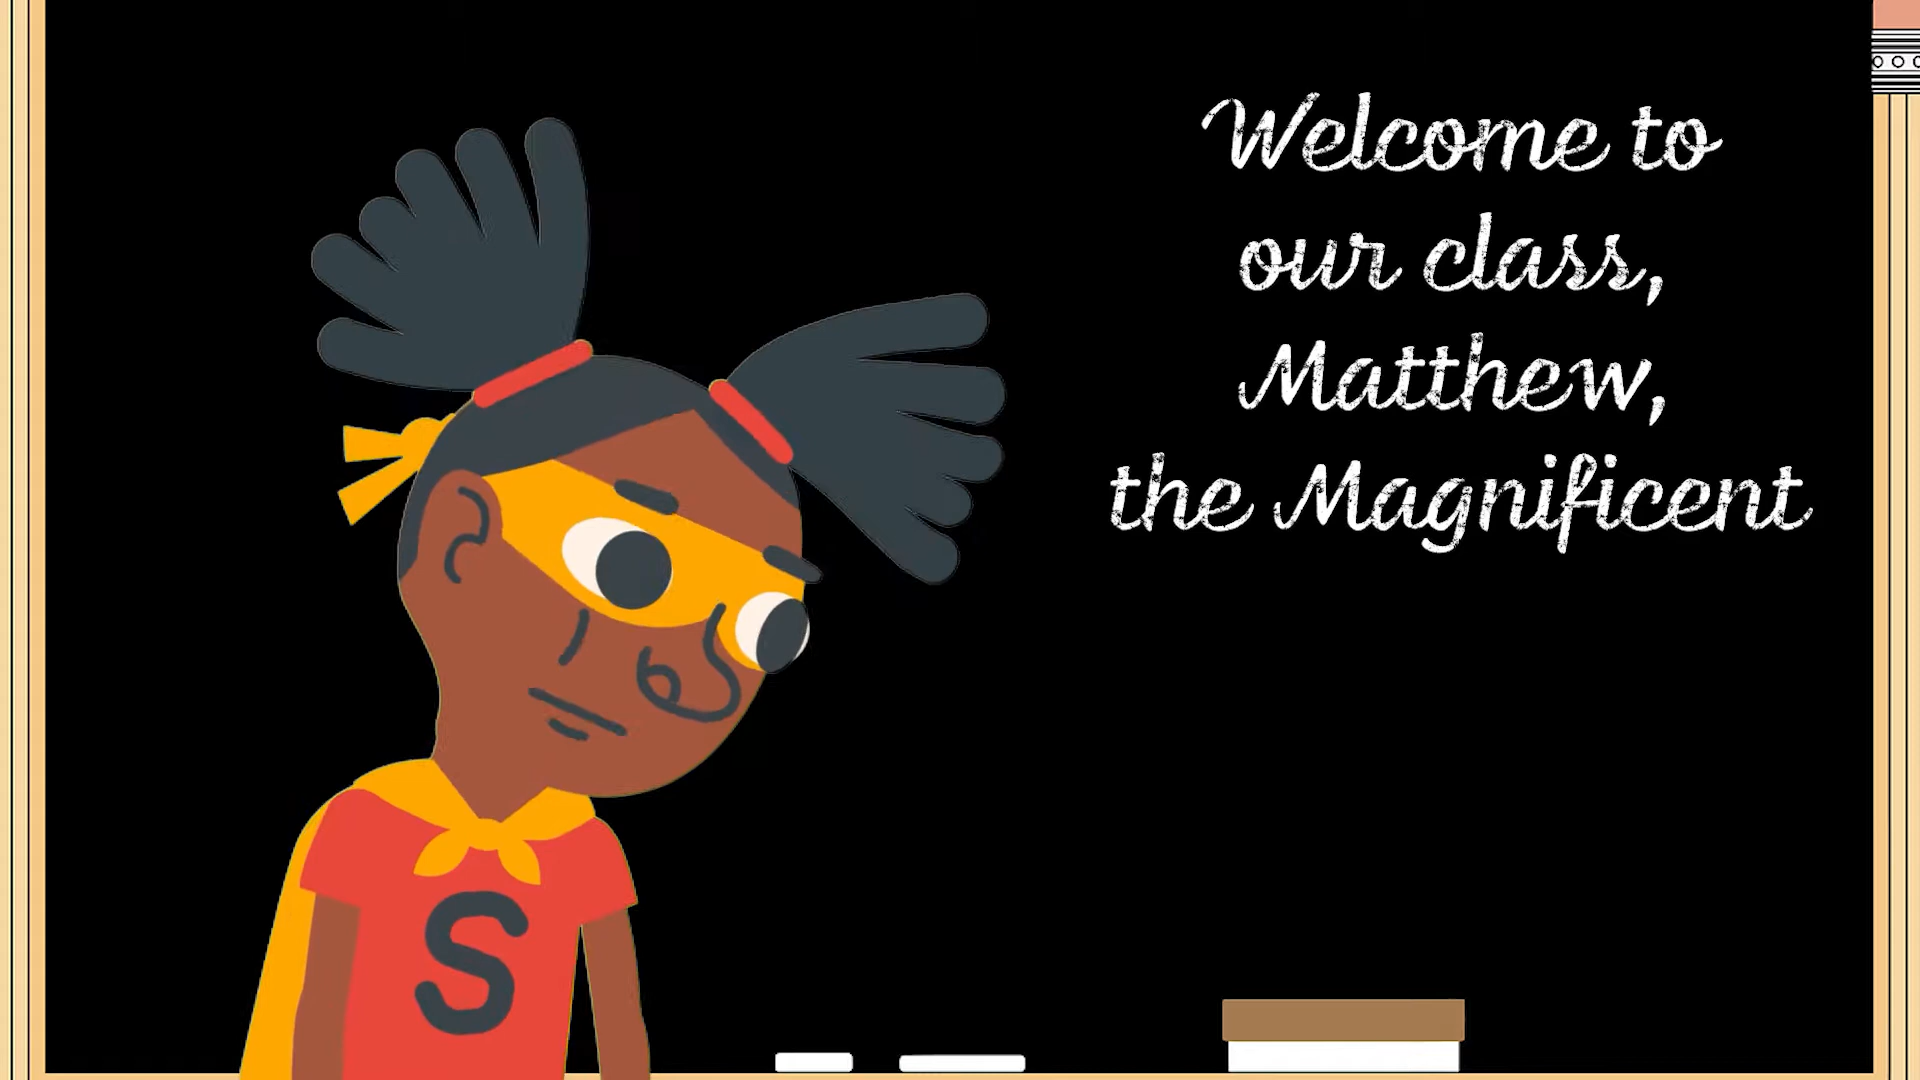 Welcome to
our class,
Matthew,
the Magnificent
S